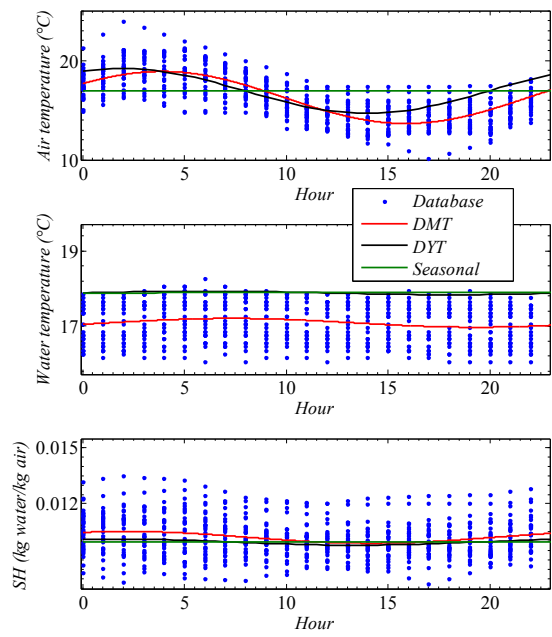 Air temperature (°C)
20
10
0 5 10 15 20
Hour
Database
DMT
DYT
Seasonal
Water temperature (°C)
19
17
0 5 10 15 20
Hour
SH (kg water/kg air)
0.015
0.012
0 5 10 15 20
Hour